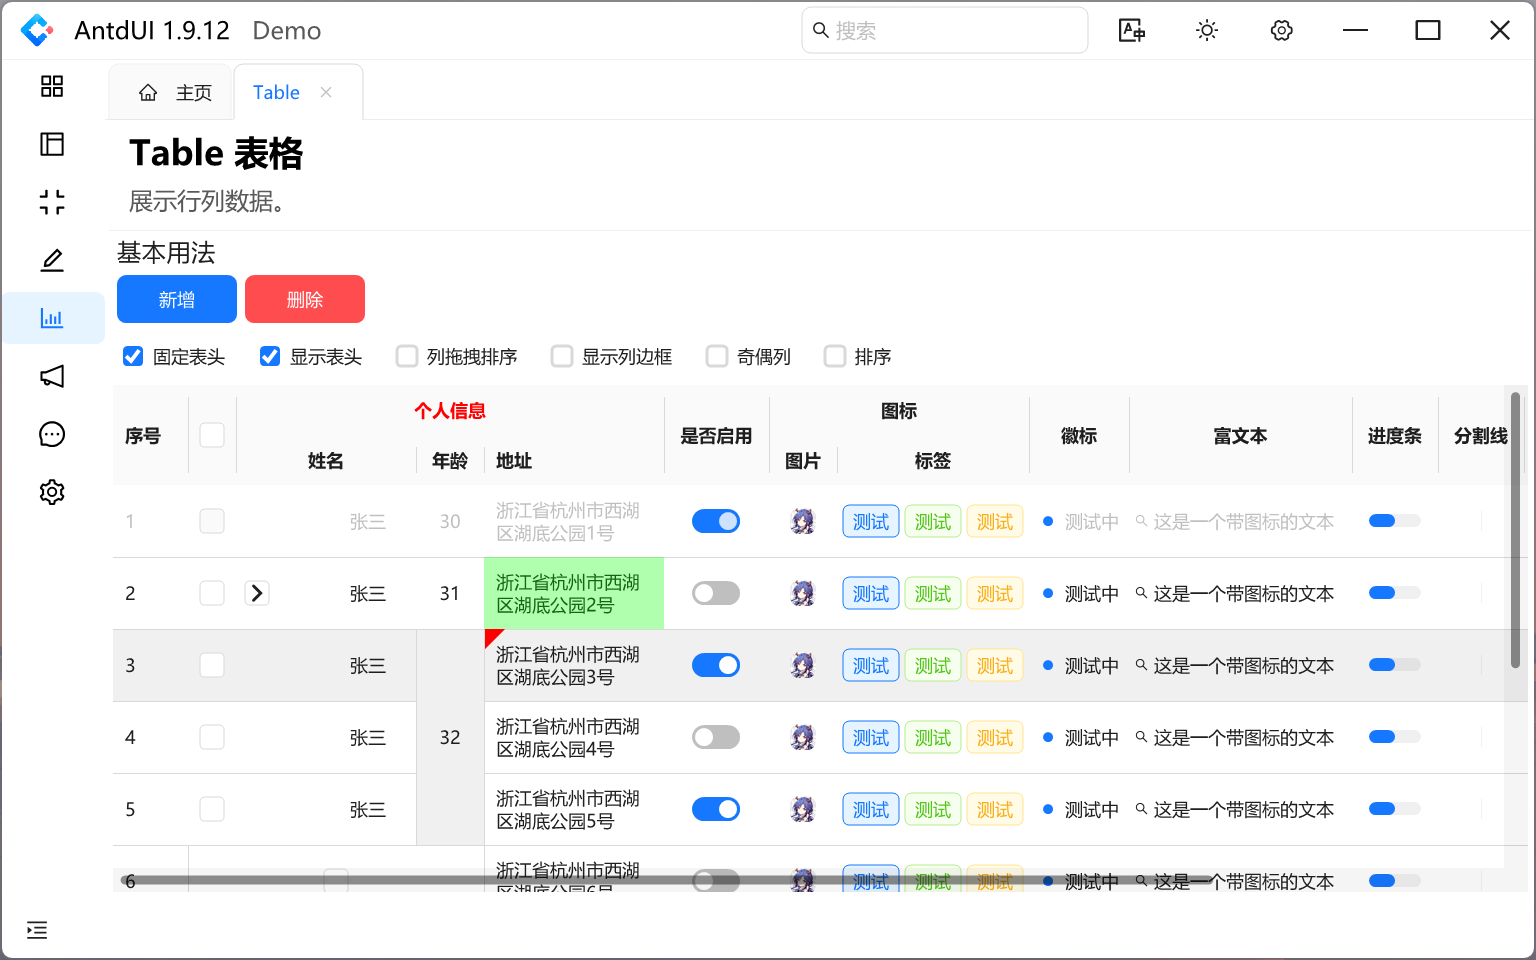 AntdUI 1.9.12 Demo
搜索
主页
Table
Table 表格
展示行列数据。
基本用法
新增 删除
固定表头 显示表头 列拖拽排序 显示列边框 奇偶列 排序
个人信息 图标
序号 是否启用 徽标 富文本 进度条 分割线
姓名 年龄 地址 图片 标签
1 张三 30 浙江省杭州市西湖
区湖底公园1号 测试 测试 测试 测试中 这是一个带图标的文本
2 张三 31 浙江省杭州市西湖
区湖底公园2号 测试 测试 测试 测试中 这是一个带图标的文本
3 张三 浙江省杭州市西湖
区湖底公园3号 测试 测试 测试 测试中 这是一个带图标的文本
4 张三 32 浙江省杭州市西湖
区湖底公园4号 测试 测试 测试 测试中 这是一个带图标的文本
5 张三 浙江省杭州市西湖
区湖底公园5号 测试 测试 测试 测试中 这是一个带图标的文本
6 浙江省杭州市西湖
区湖底公园6号 测试 测试 测试 测试中 这是一个带图标的文本